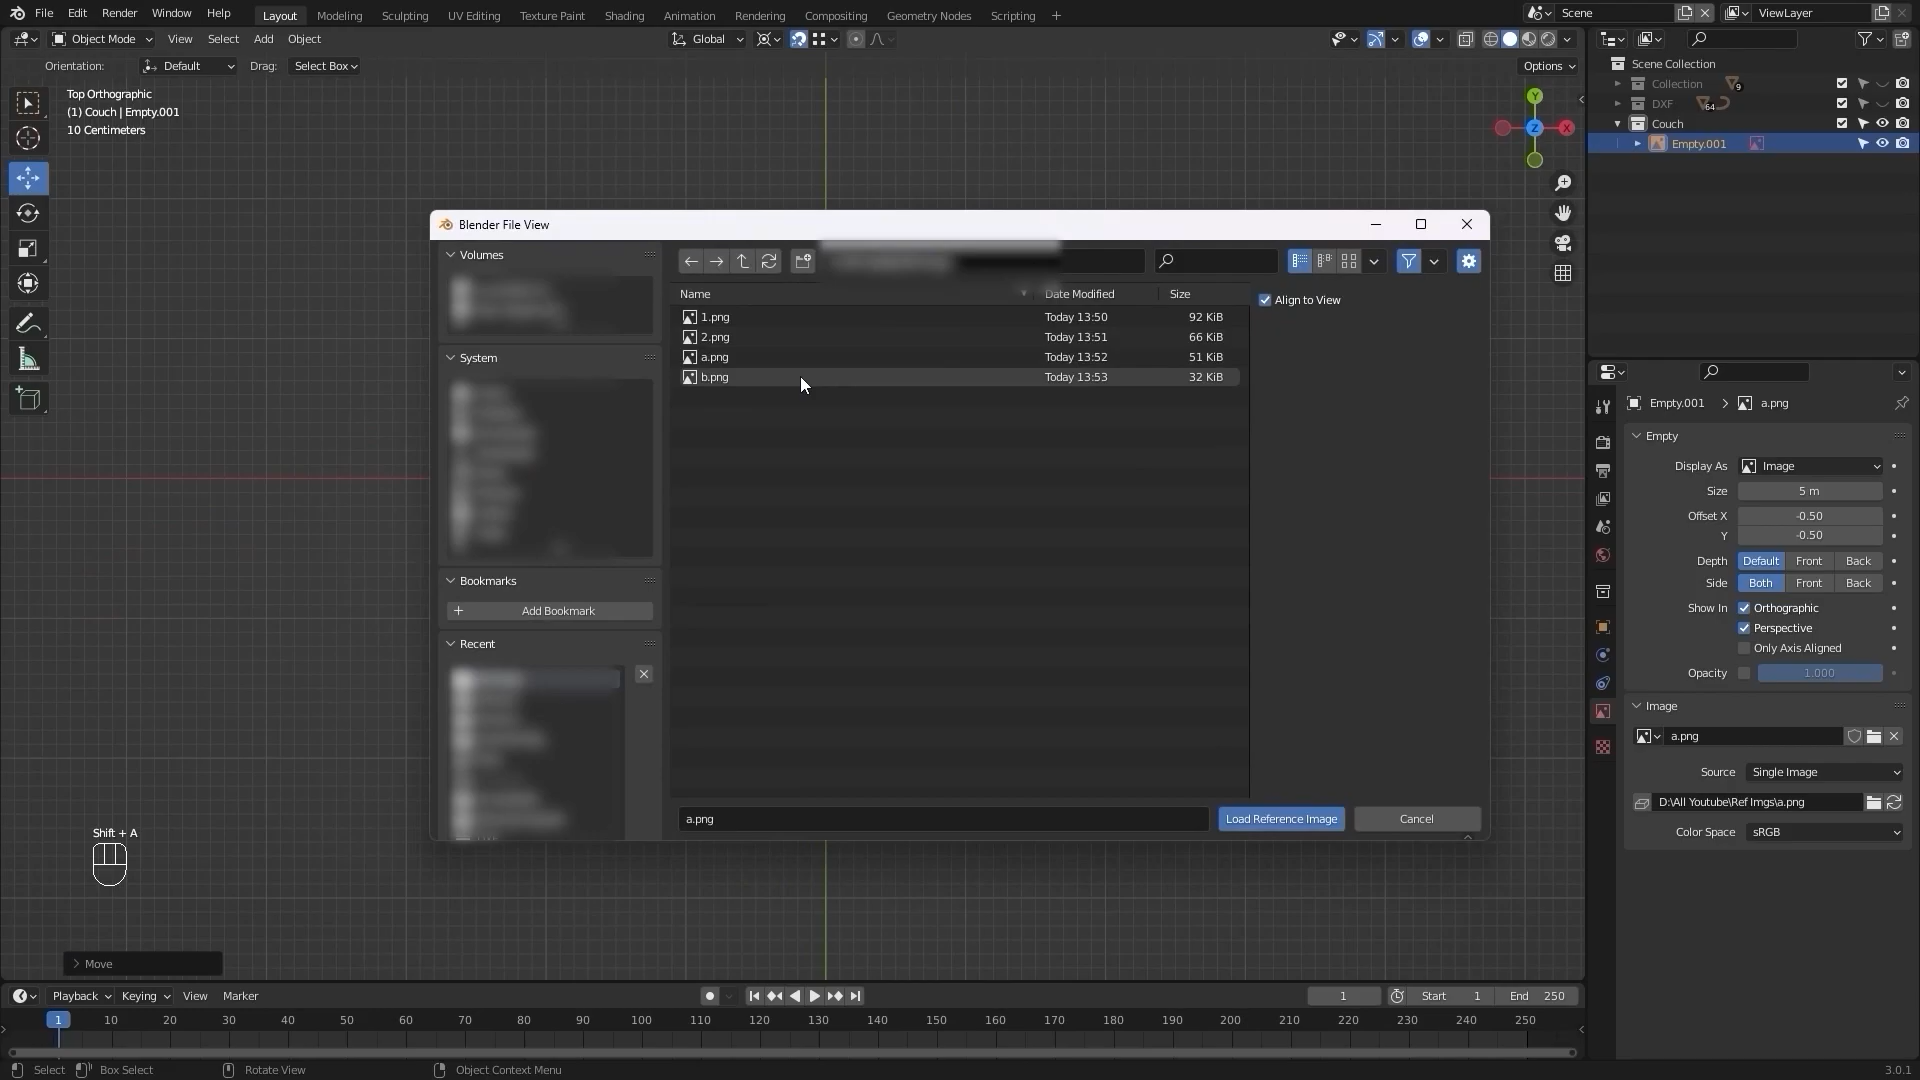 File Edit Render Window Help Layout Modeling Sculpting UV Editing Texture Paint Shading Animation Rendering Compositing Geometry Nodes Scripting + Scene ViewLayer
Object Mode View Select Add Object Global
Orientation: Default Drag: Select Box Options
Top Orthographic
(1) Couch | Empty.001
10 Centimeters
Y
Z
X
Scene Collection
Collection 9
DXF 64
Couch
Empty.001
Blender File View
Volumes
System
Bookmarks
Add Bookmark
Recent
Name Date Modified Size
1.png Today 13:50 92 KiB
2.png Today 13:51 66 KiB
a.png Today 13:52 51 KiB
b.png Today 13:53 32 KiB
Align to View
a.png Load Reference Image Cancel
Empty.001 a.png
Empty
Display As Image
Size 5 m
Offset X -0.50
Y -0.50
Depth Default Front Back
Side Both Front Back
Show In Orthographic
Perspective
Only Axis Aligned
Opacity 1.000
Image
a.png
Source Single Image
D:\All Youtube\Ref Imgs\a.png
Color Space sRGB
Shift + A
Move
Playback Keying View Marker 1 Start 1 End 250
1 10 20 30 40 50 60 70 80 90 100 110 120 130 140 150 160 170 180 190 200 210 220 230 240 250
Select Box Select Rotate View Object Context Menu 3.0.1